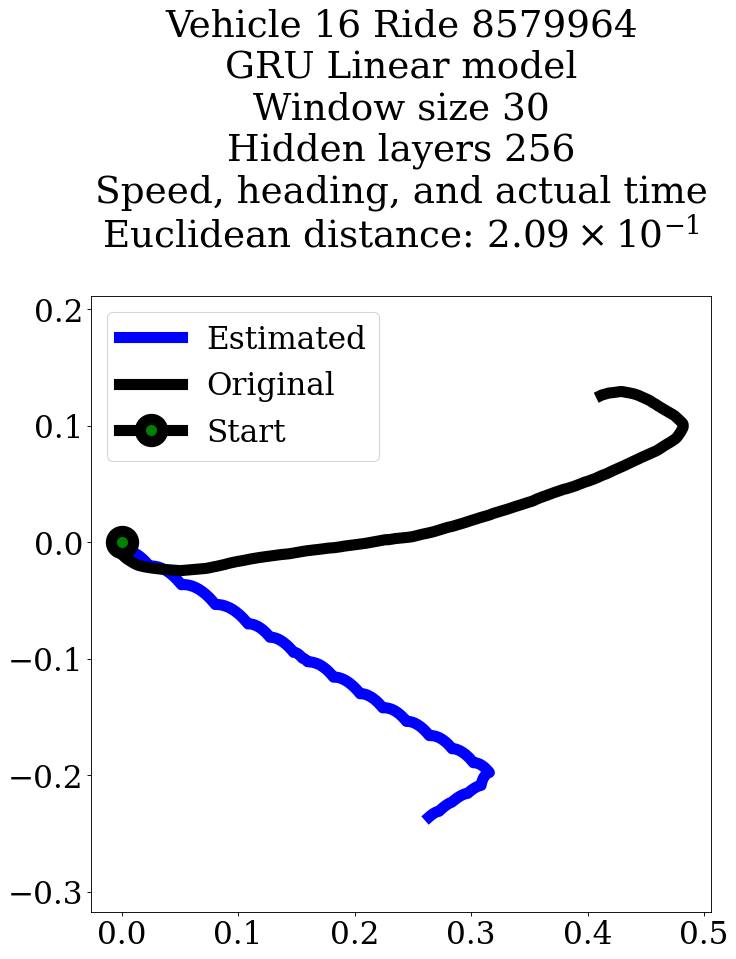 Vehicle 16 Ride 8579964
GRU Linear model
Window size 30
Hidden layers 256
Speed, heading, and actual time
Euclidean distance: 2.09 × 10⁻¹
Estimated
Original
Start
0.2
0.1
0.0
−0.1
−0.2
−0.3
0.0 0.1 0.2 0.3 0.4 0.5